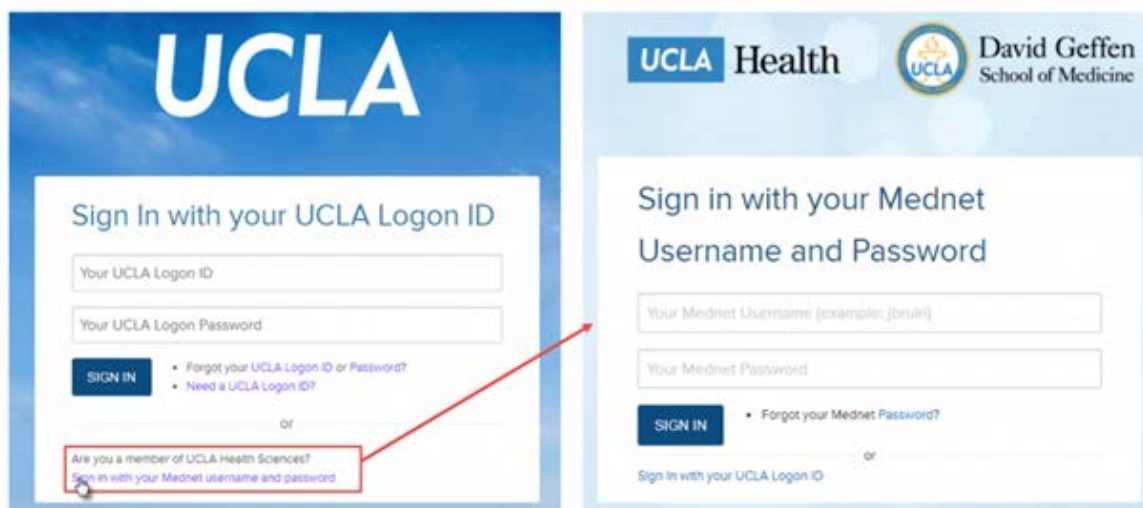 UCLA
Sign In with your UCLA Logon ID
Your UCLA Logon ID
Your UCLA Logon Password
SIGN IN
• Forgot your UCLA Logon ID or Password?
• Need a UCLA Logon ID?
or
Are you a member of UCLA Health Sciences?
Sign in with your Mednet username and password
UCLA Health
UCLA
David Geffen
School of Medicine
Sign in with your Mednet
Username and Password
Your Mednet Username (example: jbruin)
Your Mednet Password
SIGN IN
• Forgot your Mednet Password?
or
Sign In with your UCLA Logon ID